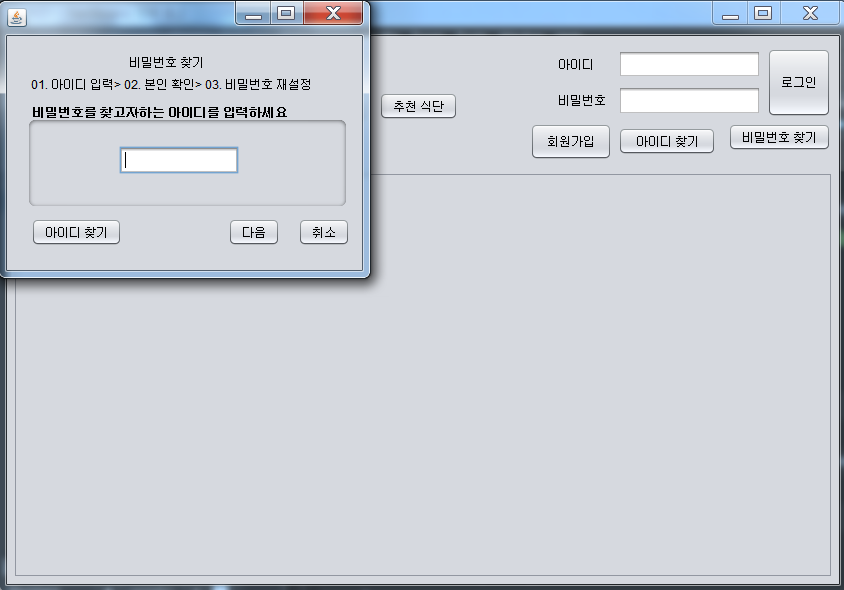 비밀번호 찾기
01. 아이디 입력> 02. 본인 확인> 03. 비밀번호 재설정
비밀번호를 찾고자하는 아이디를 입력하세요
아이디 찾기
다음
취소
추천 식단
아이디
비밀번호
로그인
회원가입
아이디 찾기
비밀번호 찾기